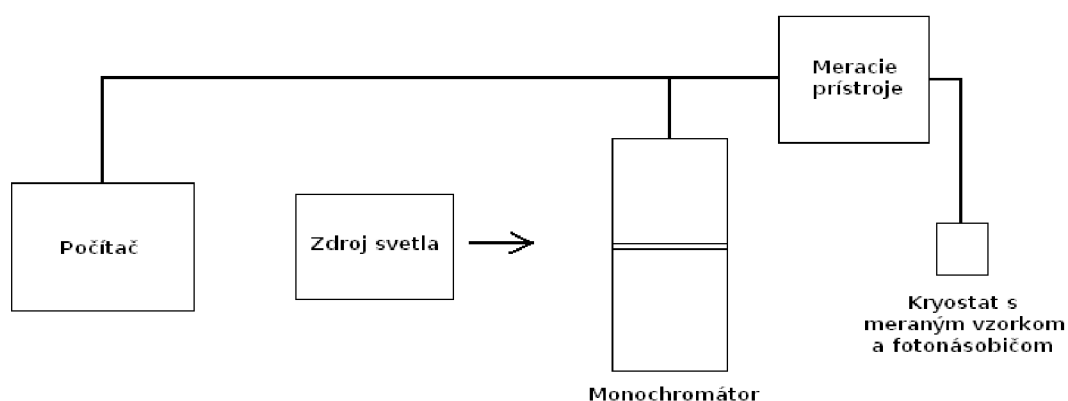 Meracie
prístroje
Počítač
Zdroj svetla
Kryostat s
meraným vzorkom
a fotonásobičom
Monochromátor